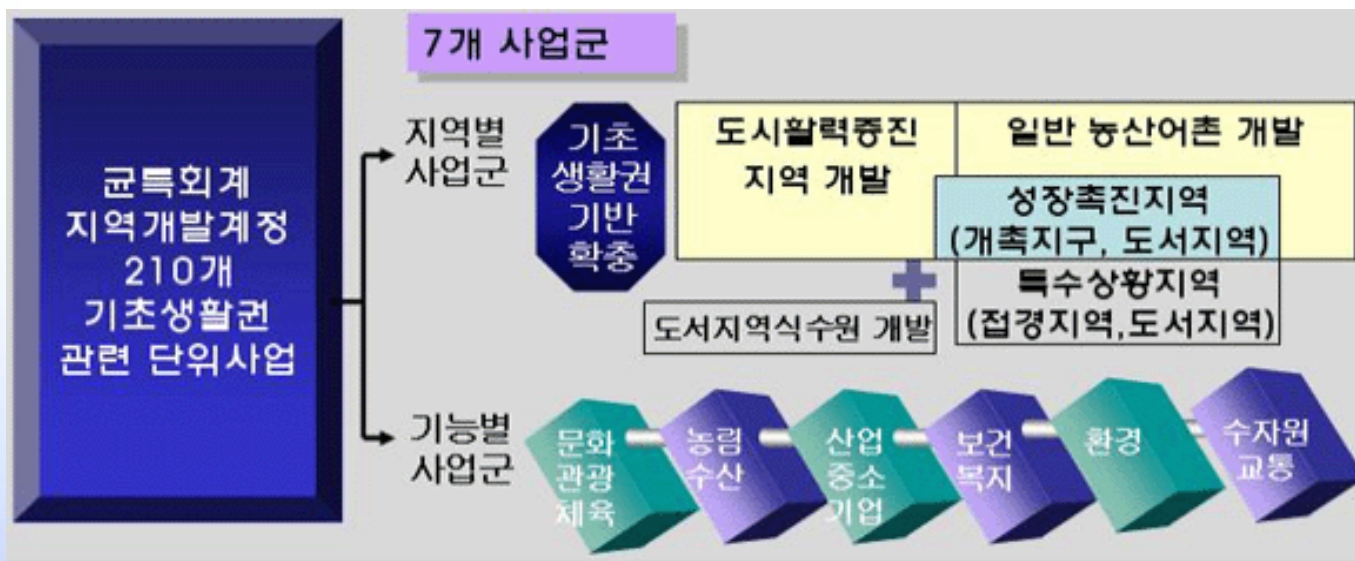 7개 사업군
균특회계
지역개발계정
210개
기초생활권
관련 단위사업
지역별
사업군
기초
생활권
기반
확충
도시활력증진
지역 개발
일반 농산어촌 개발
성장촉진지역
(개촉지구, 도서지역)
특수상황지역
(접경지역,도서지역)
도서지역식수원 개발
기능별
사업군
문화
관광
체육
농림
수산
산업
중소
기업
보건
복지
환경
수자원
교통